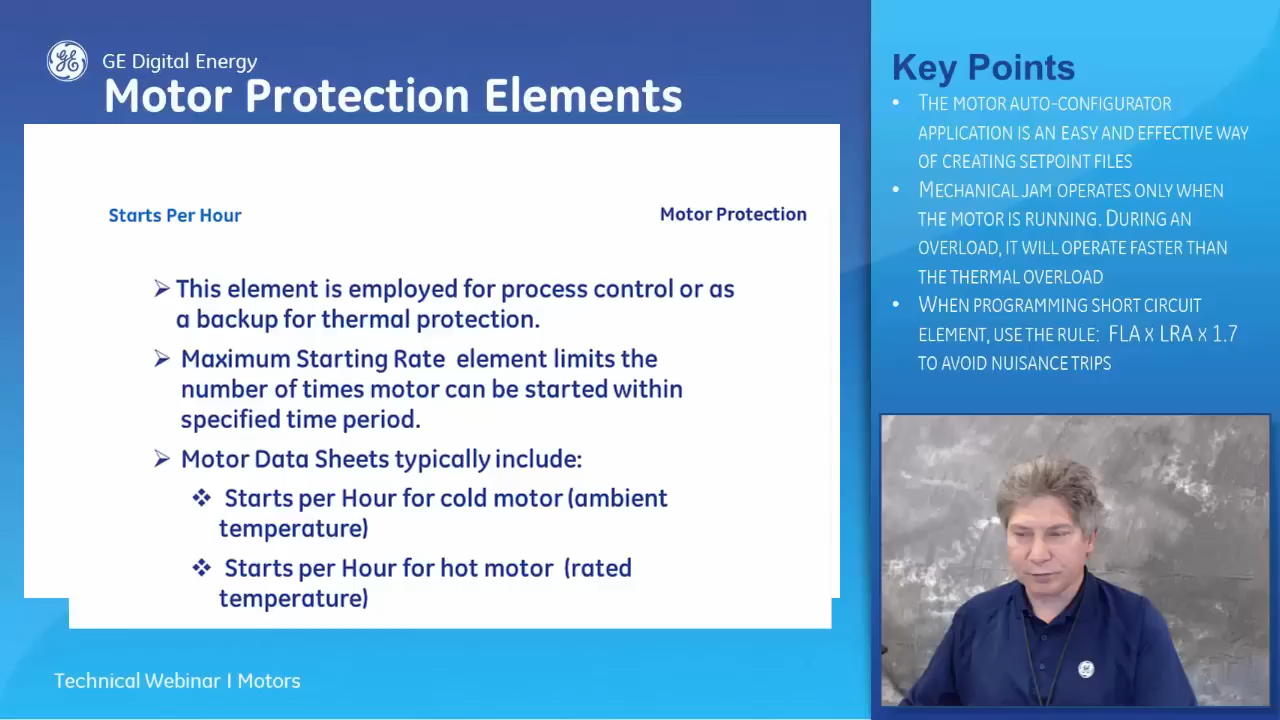 GE Digital Energy
Motor Protection Elements
Starts Per Hour
Motor Protection
➢ This element is employed for process control or as
a backup for thermal protection.
➢ Maximum Starting Rate element limits the
number of times motor can be started within
specified time period.
➢ Motor Data Sheets typically include:
❖ Starts per Hour for cold motor (ambient
temperature)
❖ Starts per Hour for hot motor (rated
temperature)
Technical Webinar I Motors
Key Points
• THE MOTOR AUTO-CONFIGURATOR
APPLICATION IS AN EASY AND EFFECTIVE WAY
OF CREATING SETPOINT FILES
• MECHANICAL JAM OPERATES ONLY WHEN
THE MOTOR IS RUNNING. DURING AN
OVERLOAD, IT WILL OPERATE FASTER THAN
THE THERMAL OVERLOAD
• WHEN PROGRAMMING SHORT CIRCUIT
ELEMENT, USE THE RULE: FLA x LRA x 1.7
TO AVOID NUISANCE TRIPS